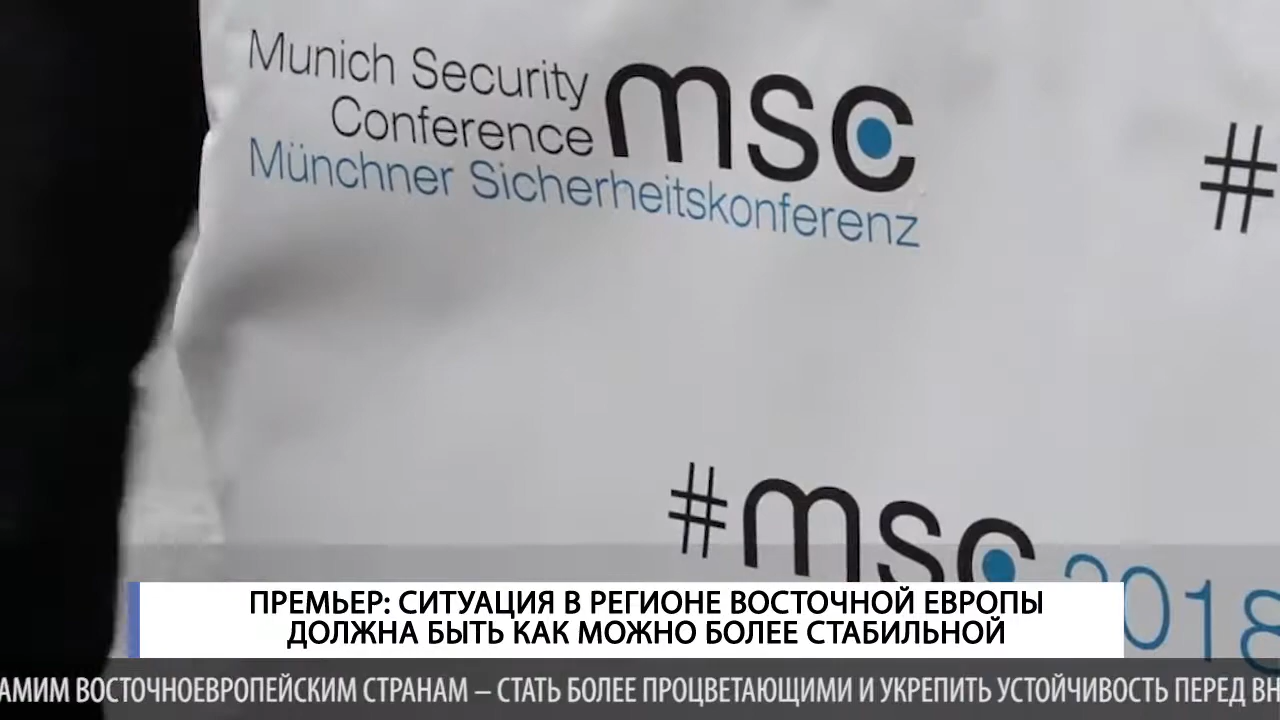 Munich Security
Conference
msc
Münchner Sicherheitskonferenz
#
#msc 2018
ПРЕМЬЕР: СИТУАЦИЯ В РЕГИОНЕ ВОСТОЧНОЙ ЕВРОПЫ
ДОЛЖНА БЫТЬ КАК МОЖНО БОЛЕЕ СТАБИЛЬНОЙ
ВОСТОЧНОЕВРОПЕЙСКИМ СТРАНАМ – СТАТЬ БОЛЕЕ ПРОЦВЕТАЮЩИМИ И УКРЕПИТЬ УСТОЙЧИВОСТЬ ПЕРЕД